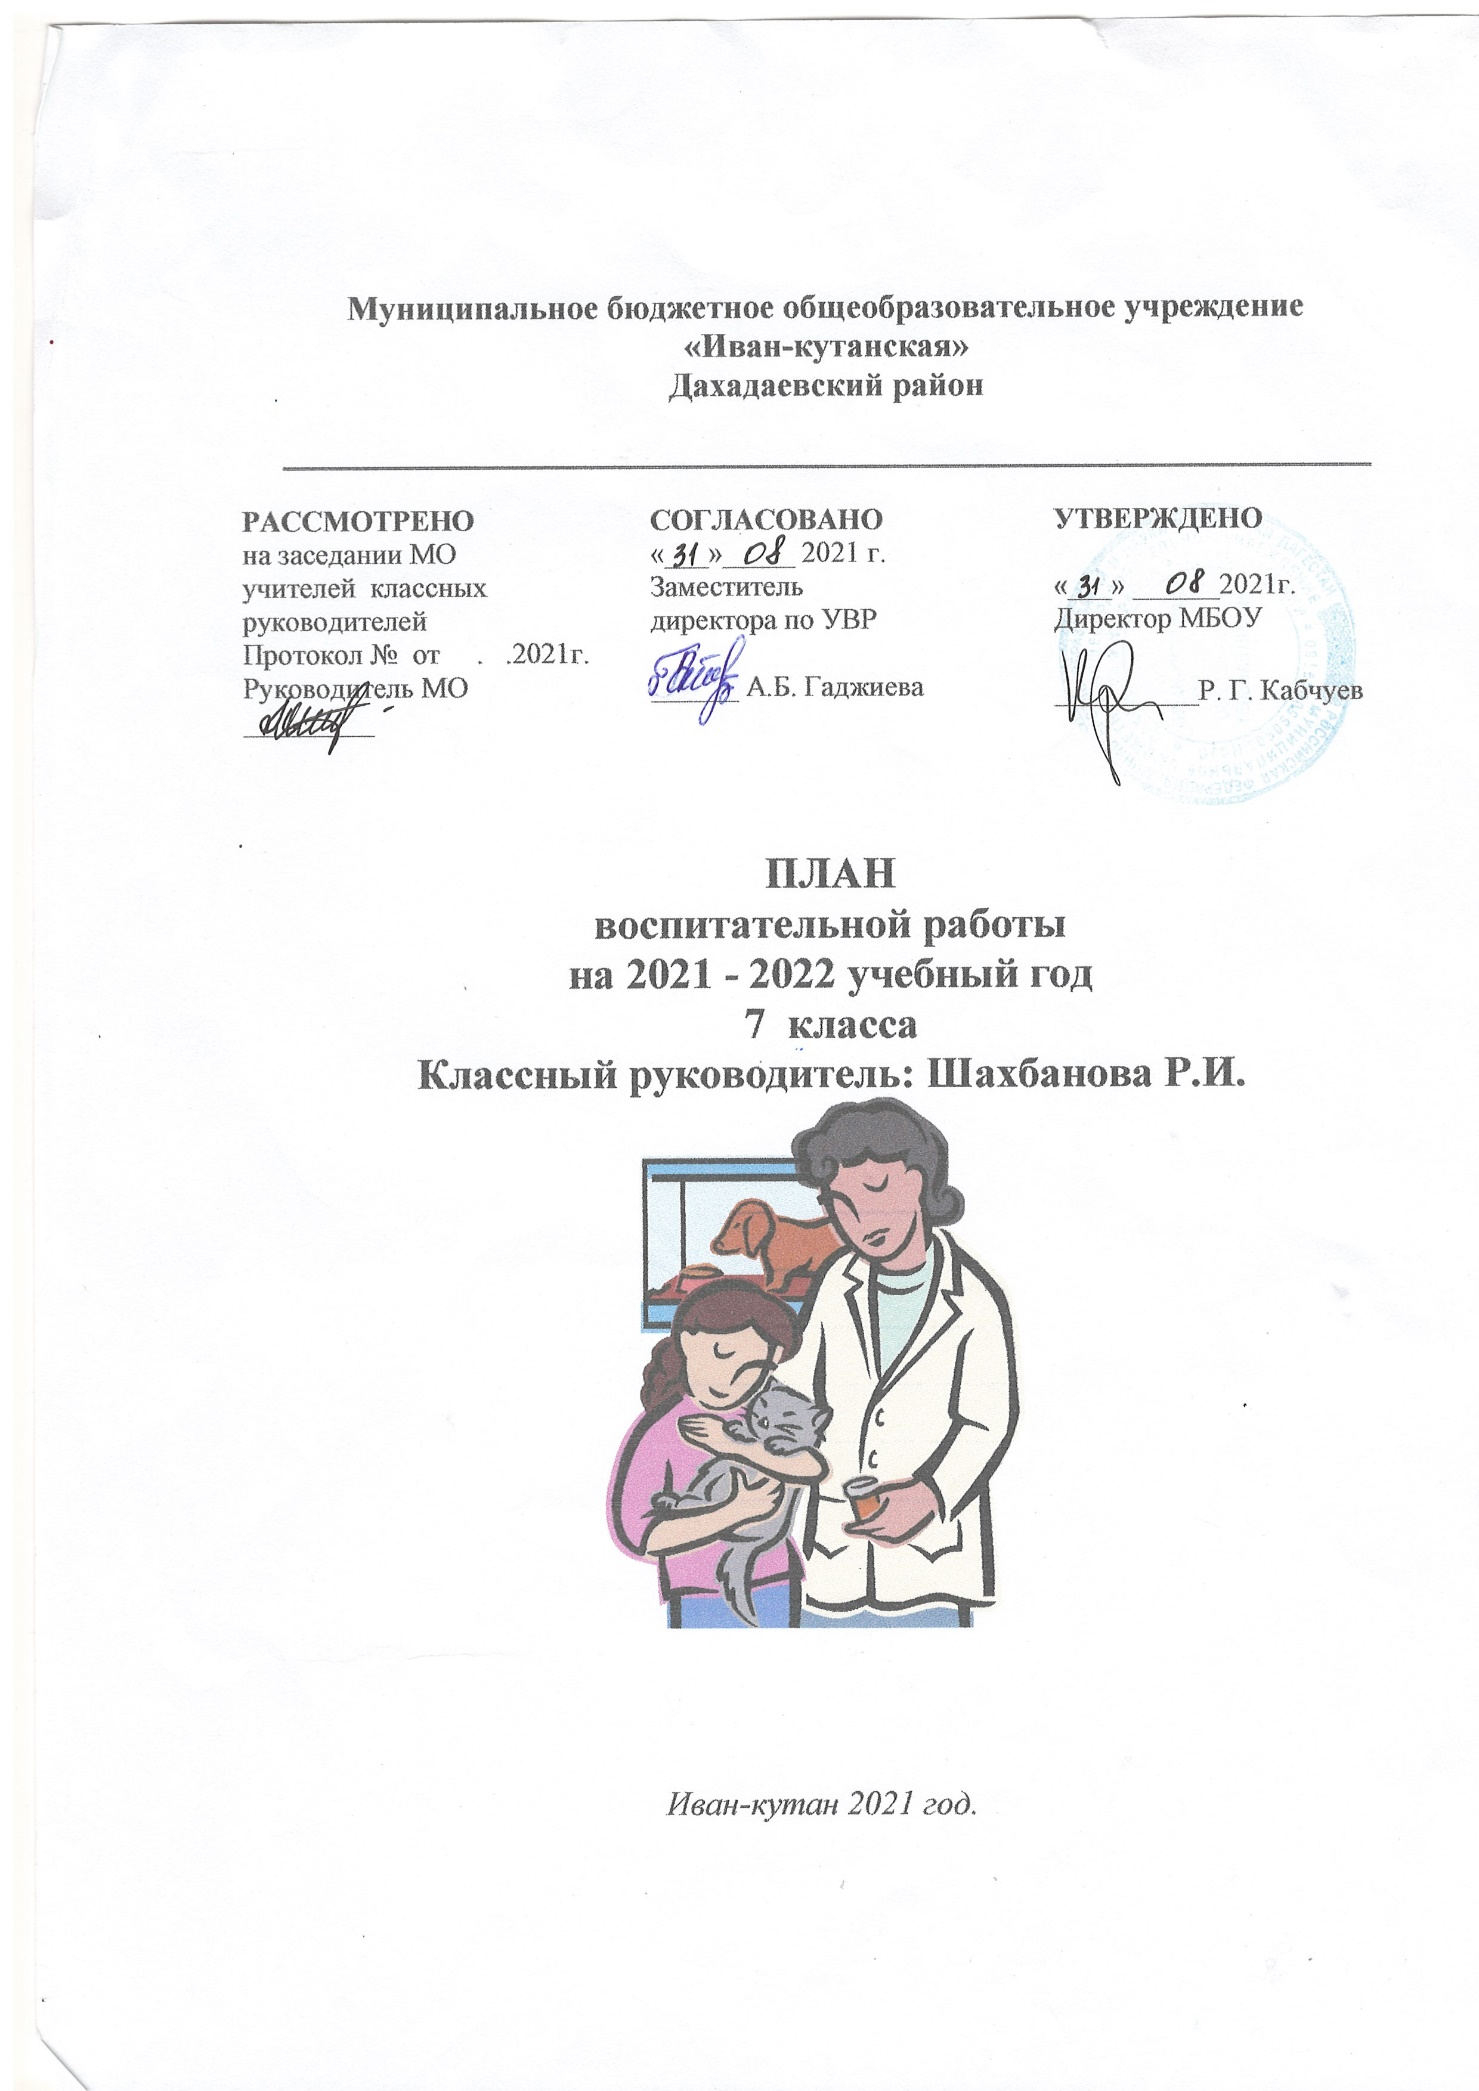 Муниципальное бюджетное общеобразовательное учреждение
«Иван-кутанская»
Дахадаевский район
РАССМОТРЕНО
на заседании МО
учителей классных
руководителей
Протокол № от . .2021г.
Руководитель МО
СОГЛАСОВАНО
«31» 08 2021 г.
Заместитель
директора по УВР
А.Б. Гаджиева
УТВЕРЖДЕНО
«31» 08 2021г.
Директор МБОУ
Р. Г. Кабчуев
ПЛАН
воспитательной работы
на 2021 - 2022 учебный год
7 класса
Классный руководитель: Шахбанова Р.И.
Иван-кутан 2021 год.